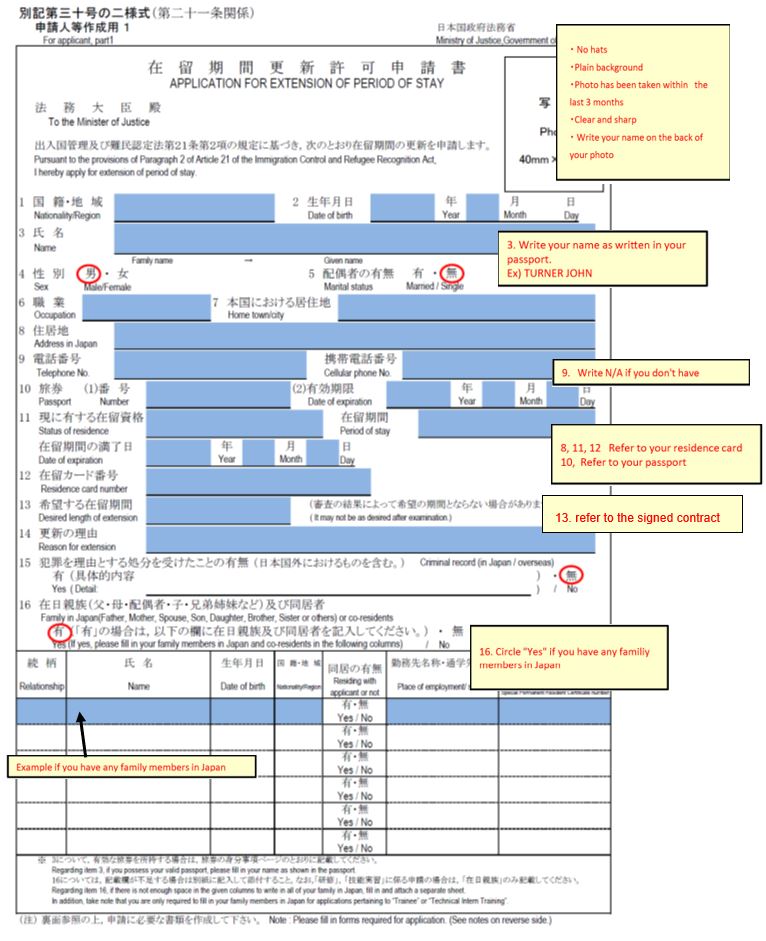 別記第三十号の二様式(第二十一条関係)
申請人等作成用 1
For applicant, part1
日本国政府法務省
Ministry of Justice,Government of
在 留 期 間 更 新 許 可 申 請 書
APPLICATION FOR EXTENSION OF PERIOD OF STAY
法 務 大 臣 殿
To the Minister of Justice
出入国管理及び難民認定法第21条第2項の規定に基づき,次のとおり在留期間の更新を申請します。
Pursuant to the provisions of Paragraph 2 of Article 21 of the Immigration Control and Refugee Recognition Act,
I hereby apply for extension of period of stay.
写
Pho
40mm ×
・No hats
・Plain background
・Photo has been taken within the
last 3 months
・Clear and sharp
・ Write your name on the back of
your photo
1 国 籍・地 域 2 生年月日 年 月 日
Nationality/Region Date of birth Year Month Day
3 氏 名
Name
Family name → Given name
3. Write your name as written in your
passport.
Ex) TURNER JOHN
4 性 別 男 ・ 女 5 配偶者の有無 有 ・ 無
Sex Male/Female Marital status Married / Single
6 職 業 7 本国における居住地
Occupation Home town/city
8 住居地
Address in Japan
9 電話番号 携帯電話番号
Telephone No. Cellular phone No.
9. Write N/A if you don't have
10 旅券 (1)番 号 (2)有効期限 年 月 日
Passport Number Date of expiration Year Month Day
11 現に有する在留資格 在留期間
Status of residence Period of stay
在留期間の満了日 年 月 日
Date of expiration Year Month Day
8, 11, 12 Refer to your residence card
10, Refer to your passport
12 在留カード番号
Residence card number
13 希望する在留期間 (審査の結果によって希望の期間とならない場合がありま
Desired length of extension ( It may not be as desired after examination.)
13. refer to the signed contract
14 更新の理由
Reason for extension
15 犯罪を理由とする処分を受けたことの有無 (日本国外におけるものを含む。) Criminal record (in Japan / overseas)
有 (具体的内容 ) ・ 無
Yes ( Detail: ) / No
16 在日親族(父・母・配偶者・子・兄弟姉妹など)及び同居者
Family in Japan(Father, Mother, Spouse, Son, Daughter, Brother, Sister or others) or co-residents
有 (「有」の場合は,以下の欄に在日親族及び同居者を記入してください。) ・ 無
Yes (If yes, please fill in your family members in Japan and co-residents in the following columns) / No
16. Circle "Yes" if you have any familiy
members in Japan
続 柄 氏 名 生年月日 国 籍・地 域 同居の有無 勤務先名称・通学
Relationship Name Date of birth Nationality/Region Residing with applicant or not Place of employment/
Special Permanent Resident Certificate number
有・無
Yes / No
有・無
Yes / No
有・無
Yes / No
有・無
Yes / No
有・無
Yes / No
有・無
Yes / No
Example if you have any family members in Japan
※ 3について,有効な旅券を所持する場合は,旅券の身分事項ページのとおりに記載してください。
Regarding item 3, if you possess your valid passport, please fill in your name as shown in the passport
16については,記載欄が不足する場合は別紙に記入して添付すること。なお,「研修」,「技能実習」に係る申請の場合は,「在日親族」のみ記載してください。
Regarding item 16, if there is not enough space in the given columns to write in all of your family in Japan, fill in and attach a separate sheet.
In addition, take note that you are only required to fill in your family members in Japan for applications pertaining to "Trainee" or "Technical Intern Training".
(注) 裏面参照の上,申請に必要な書類を作成して下さい。 Note : Please fill in forms required for application. (See notes on reverse side.)